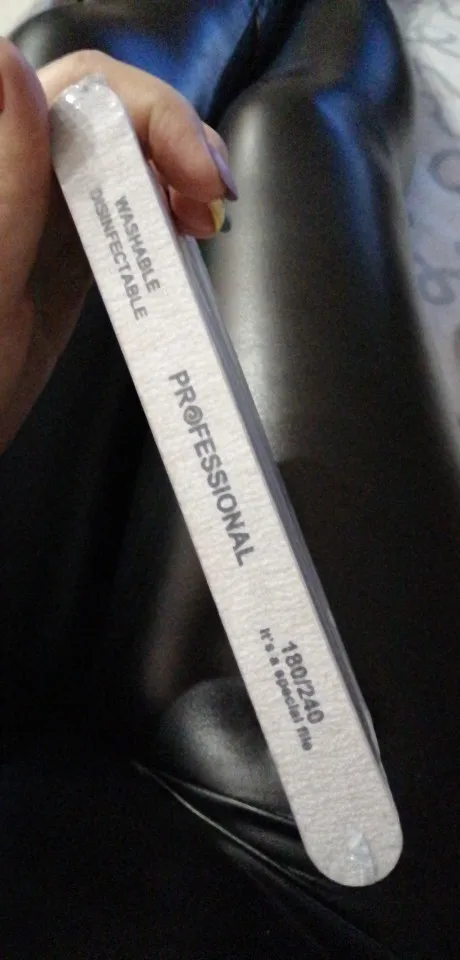 WASHABLE
DISINFECTABLE
PROFESSIONAL
180/240
It's a special file